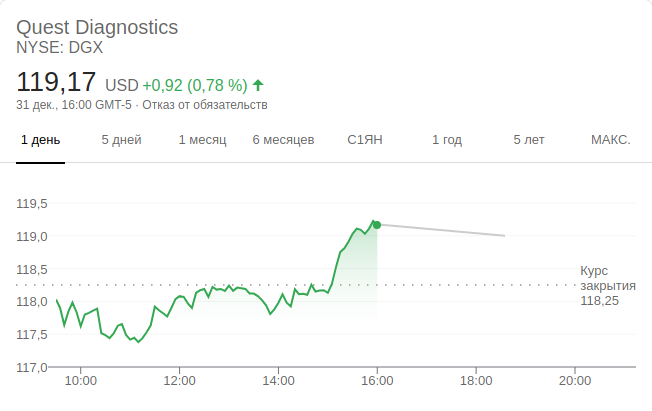 Quest Diagnostics
NYSE: DGX
119,17 USD +0,92 (0,78 %)
31 дек., 16:00 GMT-5 · Отказ от обязательств
1 день 5 дней 1 месяц 6 месяцев С1ЯН 1 год 5 лет МАКС.
119,5
119,0
118,5
118,0
117,5
117,0
Курс
закрытия
118,25
10:00 12:00 14:00 16:00 18:00 20:00